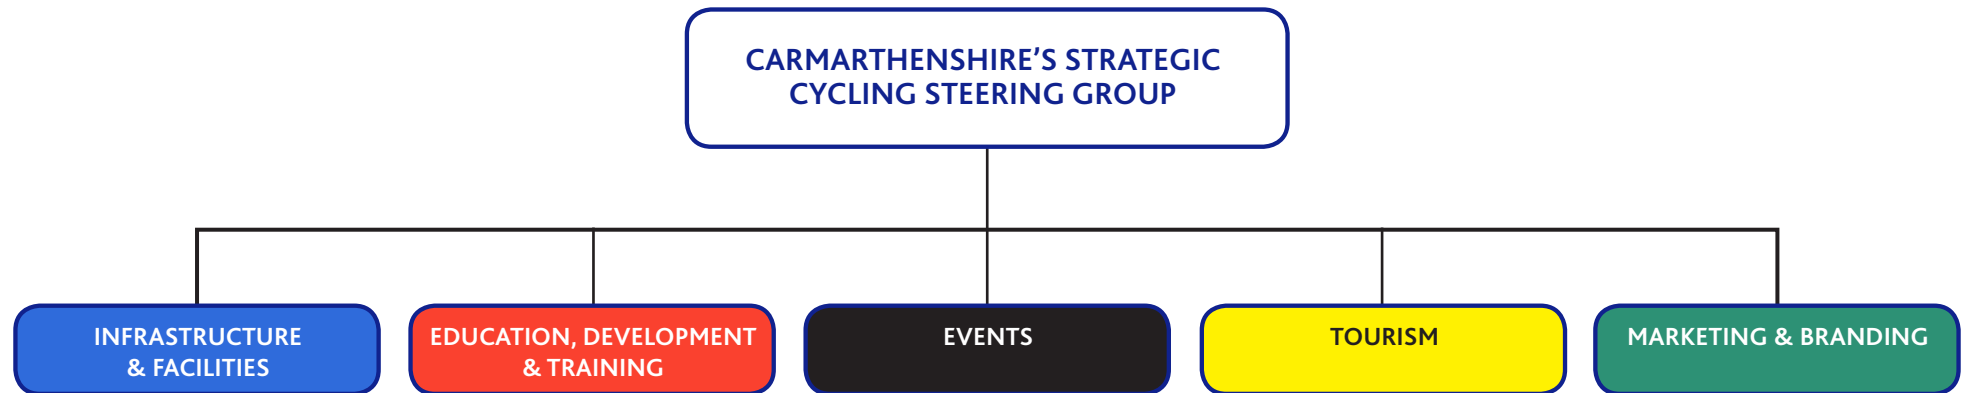 CARMARTHENSHIRE’S STRATEGIC
CYCLING STEERING GROUP
INFRASTRUCTURE
& FACILITIES
EDUCATION, DEVELOPMENT
& TRAINING
EVENTS
TOURISM
MARKETING & BRANDING